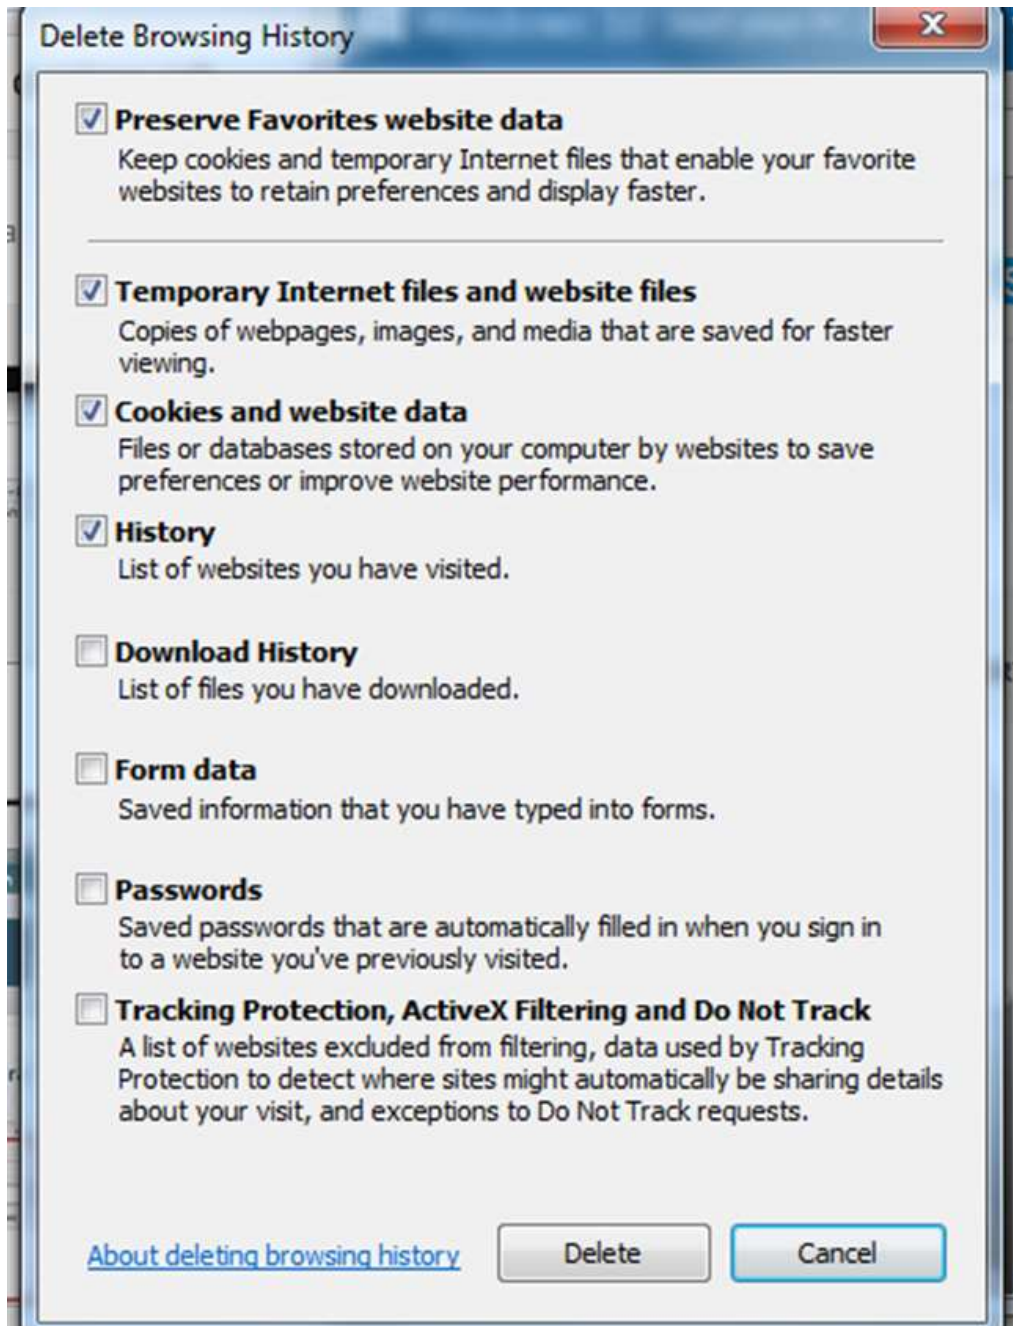 Delete Browsing History
Preserve Favorites website data
Keep cookies and temporary Internet files that enable your favorite
websites to retain preferences and display faster.
Temporary Internet files and website files
Copies of webpages, images, and media that are saved for faster
viewing.
Cookies and website data
Files or databases stored on your computer by websites to save
preferences or improve website performance.
History
List of websites you have visited.
Download History
List of files you have downloaded.
Form data
Saved information that you have typed into forms.
Passwords
Saved passwords that are automatically filled in when you sign in
to a website you've previously visited.
Tracking Protection, ActiveX Filtering and Do Not Track
A list of websites excluded from filtering, data used by Tracking
Protection to detect where sites might automatically be sharing details
about your visit, and exceptions to Do Not Track requests.
About deleting browsing history
Delete
Cancel